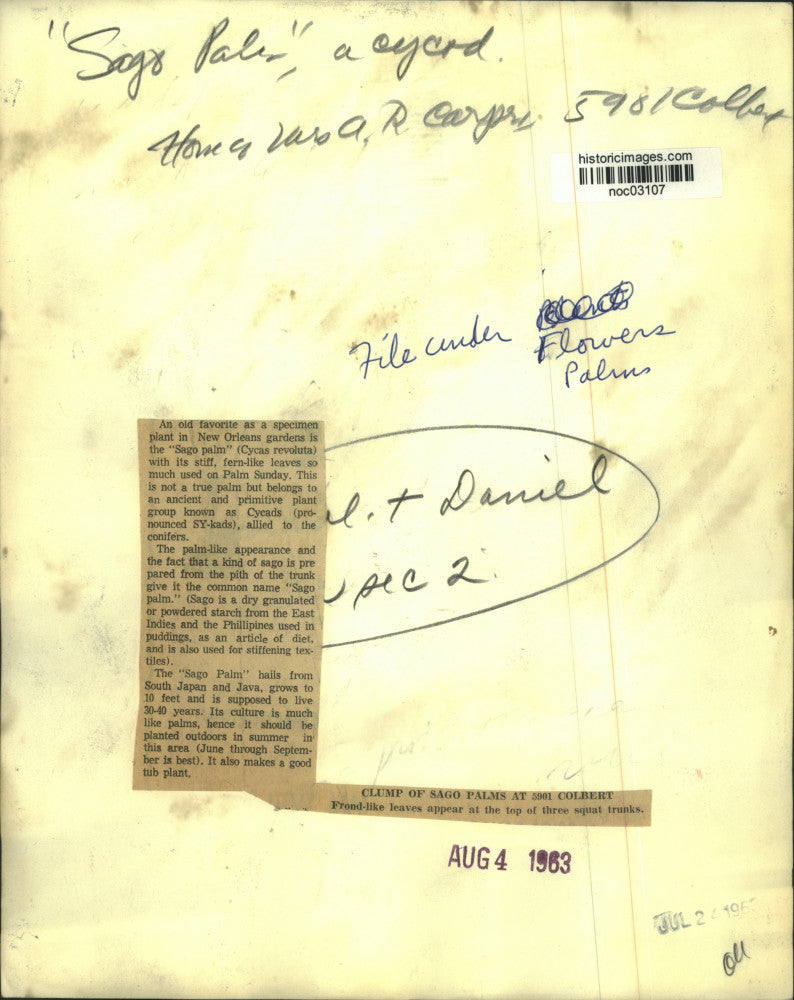 "Sago Palm", a cycad.
Home of Mrs A. R 5981 Colbert
historicimages.com
noc03107
File under
Flowers
Palms
An old favorite as a specimen
plant in New Orleans gardens is
the "Sago palm" (Cycas revoluta)
with its stiff, fern-like leaves so
much used on Palm Sunday. This
is not a true palm but belongs to
an ancient and primitive plant
group known as Cycads (pro-
nounced SY-kads), allied to the
conifers.
The palm-like appearance and
the fact that a kind of sago is pre
pared from the pith of the trunk
give it the common name "Sago
palm." (Sago is a dry granulated
or powdered starch from the East
Indies and the Phillipines used in
puddings, as an article of diet,
and is also used for stiffening tex-
tiles).
The "Sago Palm" hails from
South Japan and Java, grows to
10 feet and is supposed to live
30-40 years. Its culture is much
like palms, hence it should be
planted outdoors in summer in
this area (June through Septem-
ber is best). It also makes a good
tub plant.
+ Daniel
sec 2
CLUMP OF SAGO PALMS AT 5901 COLBERT
Frond-like leaves appear at the top of three squat trunks.
AUG 4 1963
JUL 2 196